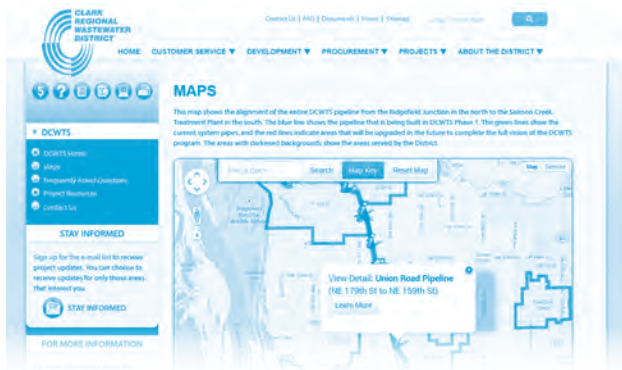 CLARK
REGIONAL
WASTEWATER
DISTRICT
Contact Us | FAQ | Documents | Home | Sitemap
HOME CUSTOMER SERVICE ▼ DEVELOPMENT ▼ PROCUREMENT ▼ PROJECTS ▼ ABOUT THE DISTRICT ▼
MAPS
This map shows the alignment of the entire DCWTS pipeline from the Ridgefield Junction in the north to the Salmon Creek
Treatment Plant in the south. The blue line shows the pipeline that is being built in DCWTS Phase 1. The green lines show the
current system pipes, and the red lines indicate areas that will be upgraded in the future to complete the full vision of the DCWTS
program. The areas with darkened backgrounds show the areas served by the District.
▼ DCWTS
DCWTS Home
Maps
Frequently Asked Questions
Project Resources
Contact Us
STAY INFORMED
Sign up for the e-mail list to receive
project updates. You can choose to
receive updates for only those areas
that interest you.
STAY INFORMED
FOR MORE INFORMATION
Search Map Key Reset Map
Map Satellite
View Detail: Union Road Pipeline
(NE 179th St to NE 159th St)
Learn More